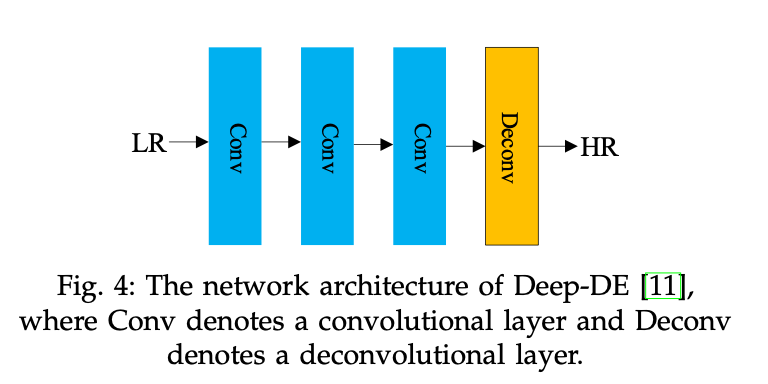 LR
Conv
Conv
Conv
Deconv
HR
Fig. 4: The network architecture of Deep-DE [11],
where Conv denotes a convolutional layer and Deconv
denotes a deconvolutional layer.